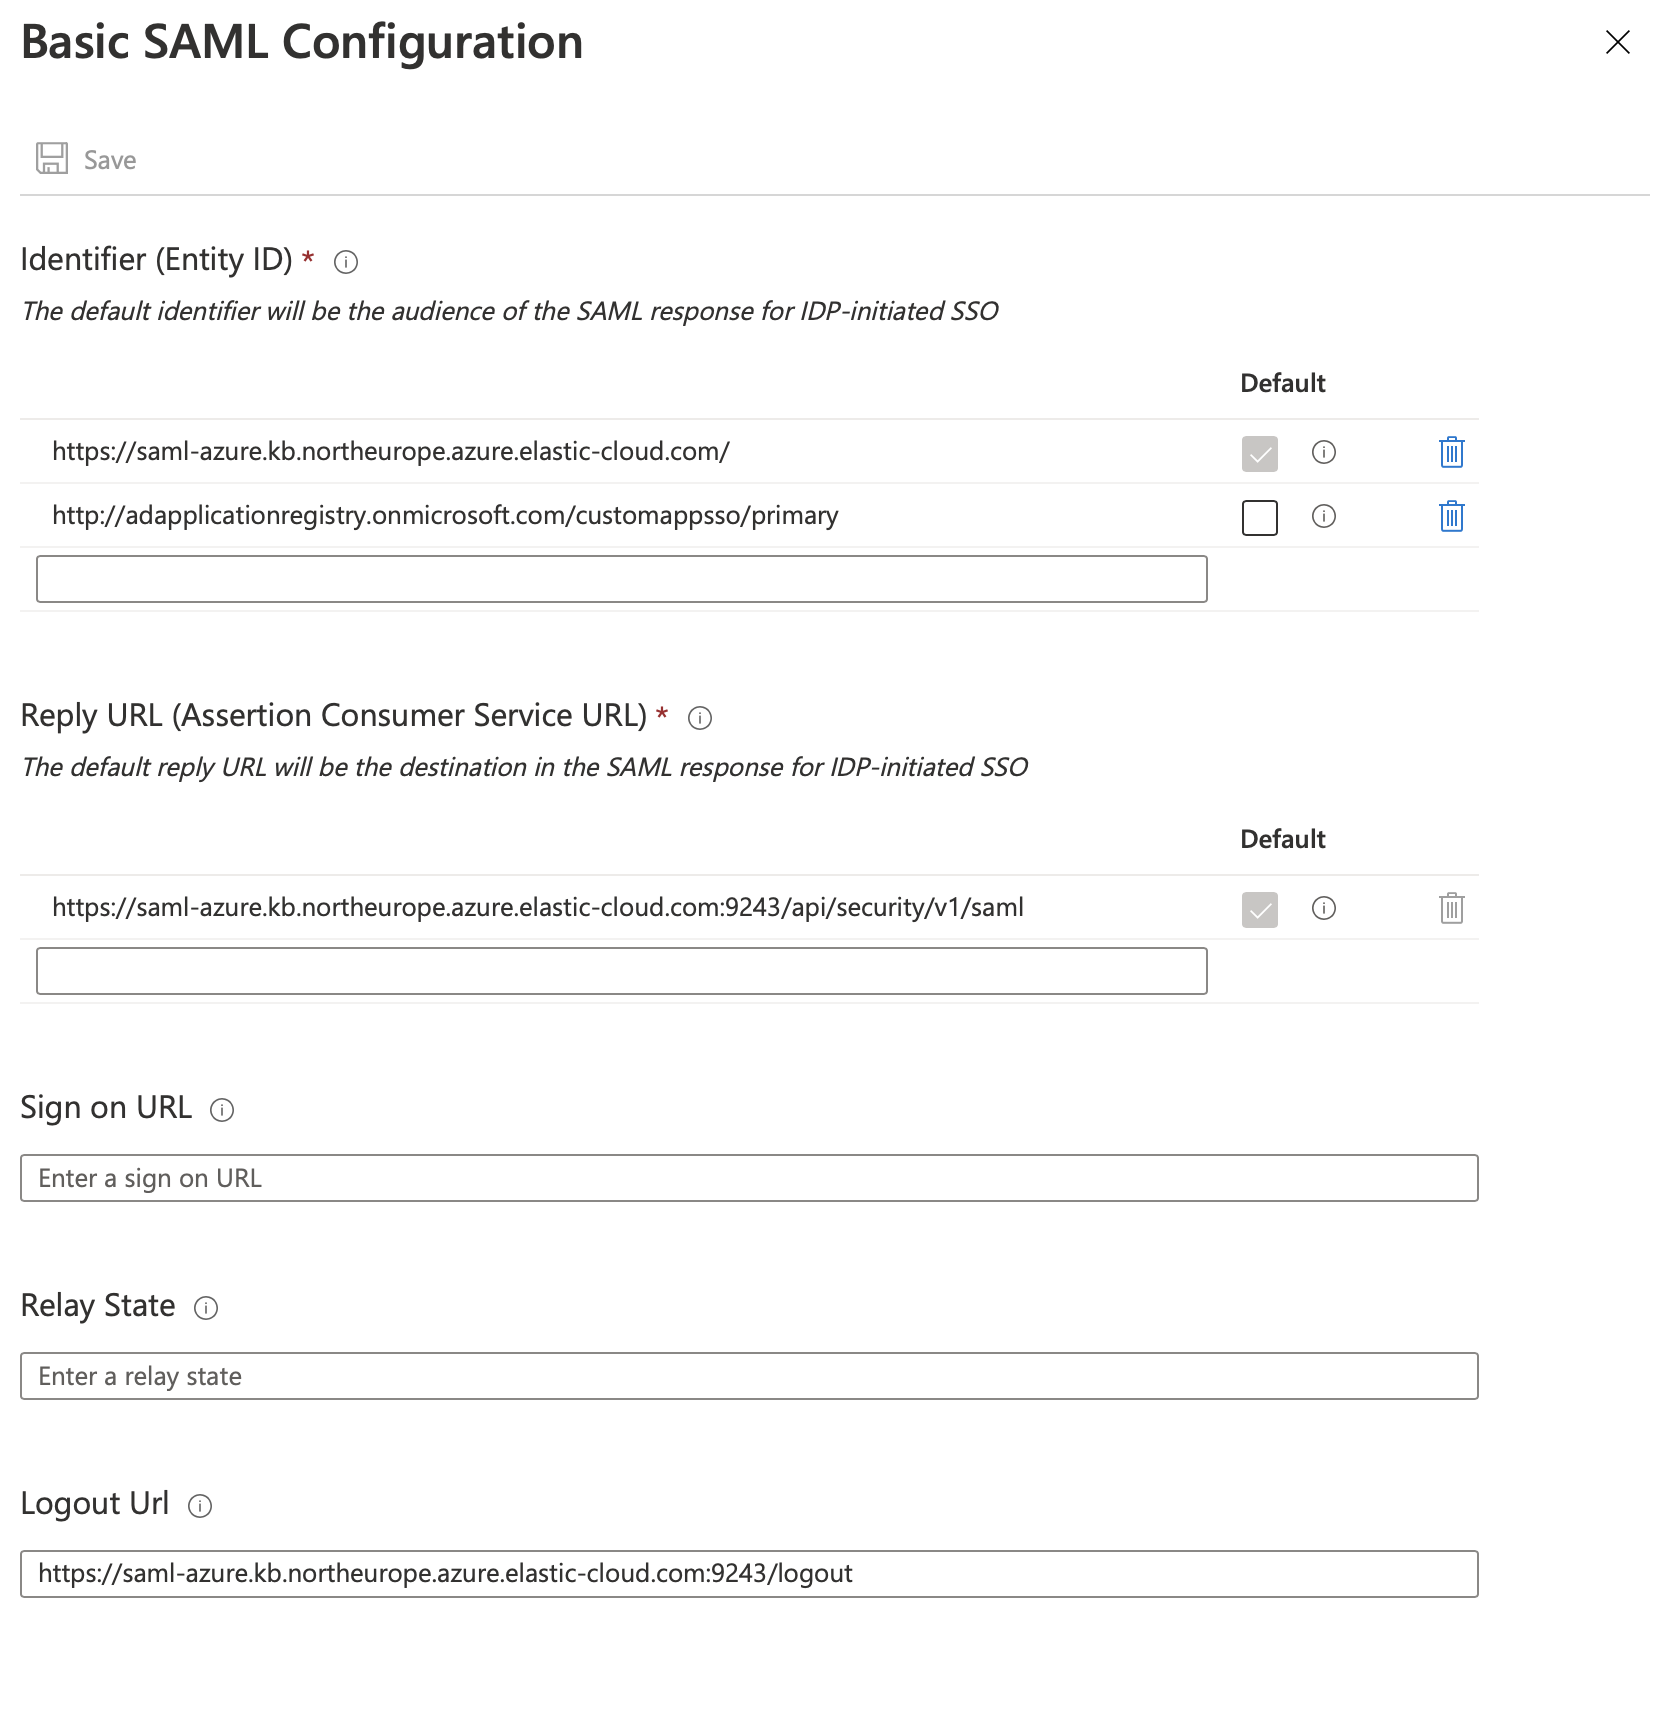 Basic SAML Configuration
Save
Identifier (Entity ID) *
The default identifier will be the audience of the SAML response for IDP-initiated SSO
Default
https://saml-azure.kb.northeurope.azure.elastic-cloud.com/
http://adapplicationregistry.onmicrosoft.com/customappsso/primary
Reply URL (Assertion Consumer Service URL) *
The default reply URL will be the destination in the SAML response for IDP-initiated SSO
Default
https://saml-azure.kb.northeurope.azure.elastic-cloud.com:9243/api/security/v1/saml
Sign on URL
Enter a sign on URL
Relay State
Enter a relay state
Logout Url
https://saml-azure.kb.northeurope.azure.elastic-cloud.com:9243/logout